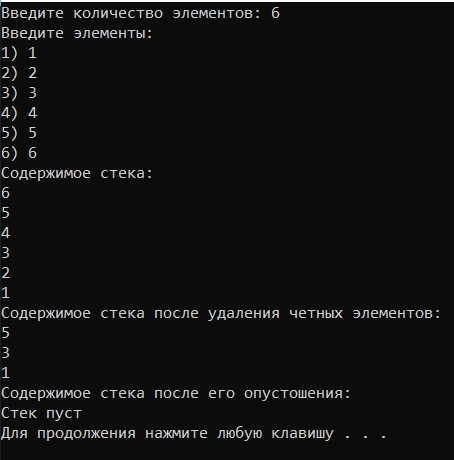 Введите количество элементов: 6
Введите элементы:
1) 1
2) 2
3) 3
4) 4
5) 5
6) 6
Содержимое стека:
6
5
4
3
2
1
Содержимое стека после удаления четных элементов:
5
3
1
Содержимое стека после его опустошения:
Стек пуст
Для продолжения нажмите любую клавишу . . .